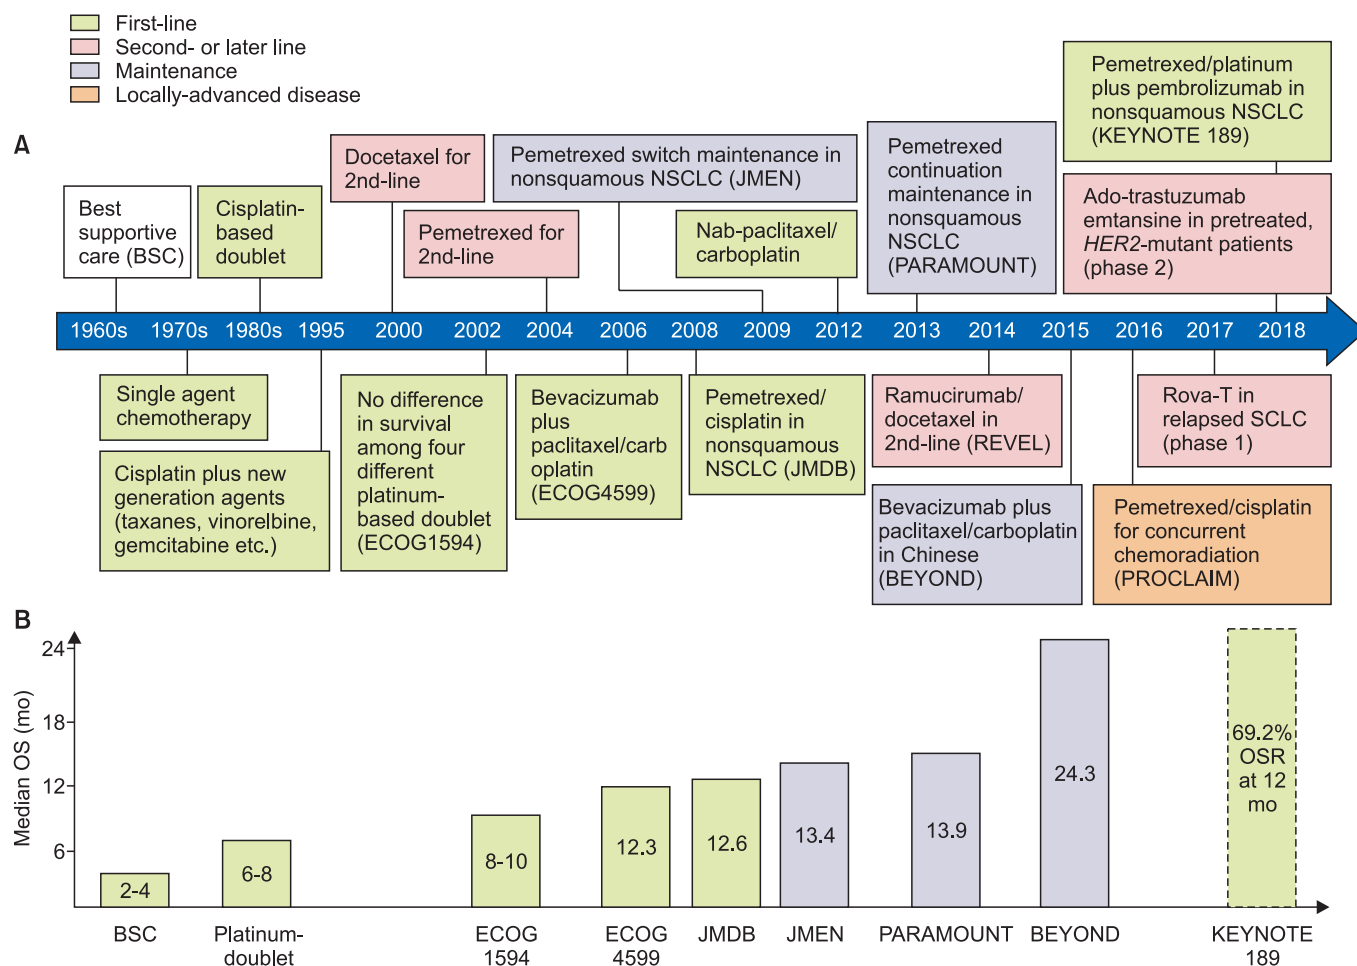 First-line
Second- or later line
Maintenance
Locally-advanced disease
A
Best
supportive
care (BSC)
Cisplatin-
based
doublet
Docetaxel for
2nd-line
Pemetrexed for
2nd-line
Pemetrexed switch maintenance in
nonsquamous NSCLC (JMEN)
Nab-paclitaxel/
carboplatin
Pemetrexed
continuation
maintenance in
nonsquamous
NSCLC
(PARAMOUNT)
Pemetrexed/platinum
plus pembrolizumab in
nonsquamous NSCLC
(KEYNOTE 189)
Ado-trastuzumab
emtansine in pretreated,
HER2-mutant patients
(phase 2)
1960s 1970s 1980s 1995 2000 2002 2004 2006 2008 2009 2012 2013 2014 2015 2016 2017 2018
Single agent
chemotherapy
Cisplatin plus new
generation agents
(taxanes, vinorelbine,
gemcitabine etc.)
No difference
in survival
among four
different
platinum-
based doublet
(ECOG1594)
Bevacizumab
plus
paclitaxel/carb
oplatin
(ECOG4599)
Pemetrexed/
cisplatin in
nonsquamous
NSCLC (JMDB)
Ramucirumab/
docetaxel in
2nd-line (REVEL)
Bevacizumab plus
paclitaxel/carboplatin
in Chinese
(BEYOND)
Rova-T in
relapsed SCLC
(phase 1)
Pemetrexed/cisplatin
for concurrent
chemoradiation
(PROCLAIM)
B
Median OS (mo)
24
18
12
6
2-4
6-8
8-10
12.3
12.6
13.4
13.9
24.3
69.2%
OSR
at 12
mo
BSC
Platinum-
doublet
ECOG
1594
ECOG
4599
JMDB
JMEN
PARAMOUNT
BEYOND
KEYNOTE
189